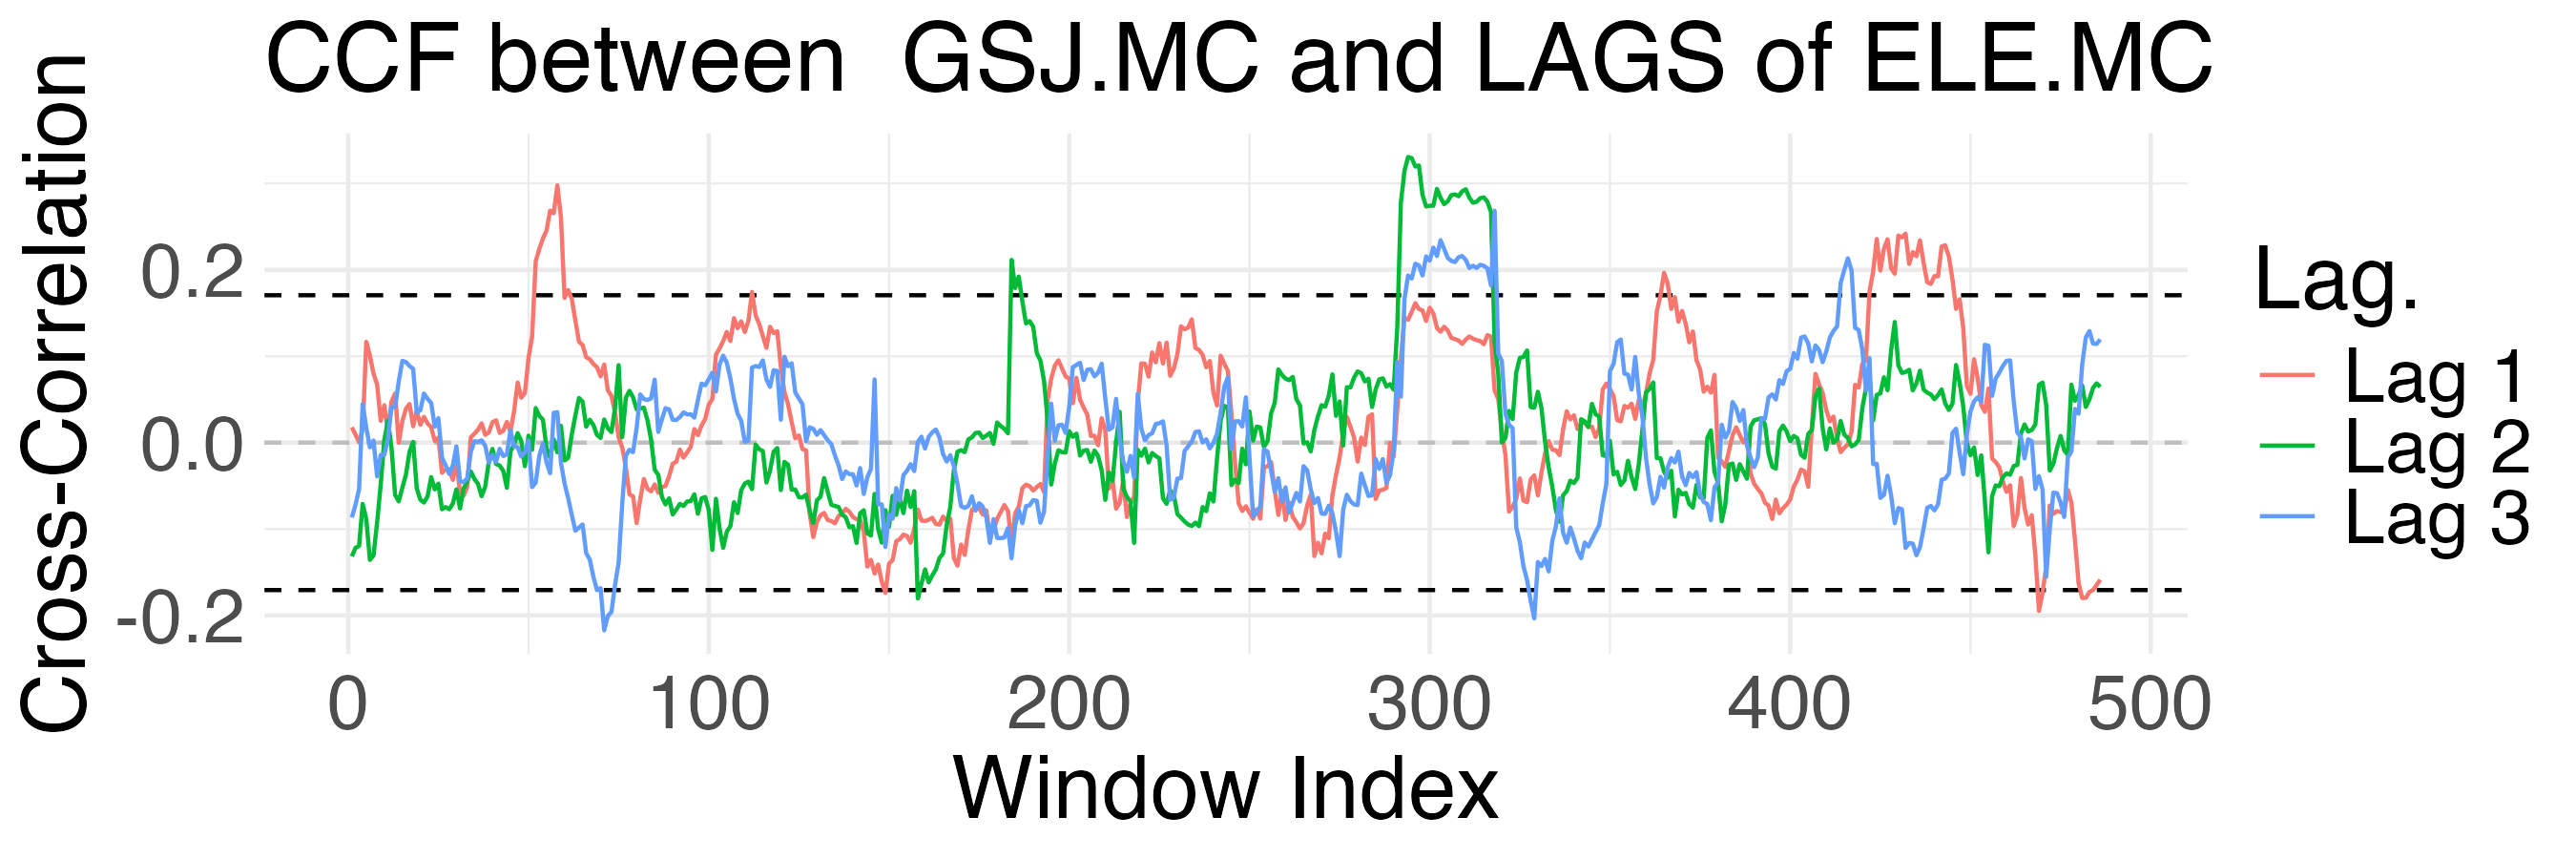 CCF between  GSJ.MC and LAGS of ELE.MC
Cross-Correlation
0.2
0.0
-0.2
0 100 200 300 400 500
Window Index
Lag.
Lag 1
Lag 2
Lag 3